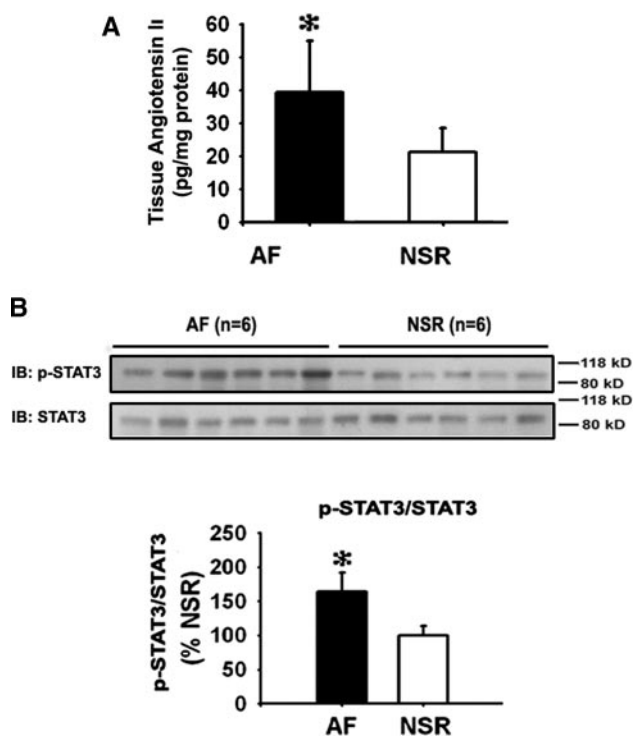 A
Tissue Angiotensin II
(pg/mg protein)
60
50
40
30
20
10
0
*
AF
NSR
B
AF (n=6)
NSR (n=6)
IB: p-STAT3
118 kD
80 kD
IB: STAT3
118 kD
80 kD
p-STAT3/STAT3
p-STAT3/STAT3
(% NSR)
250
200
150
100
50
0
*
AF
NSR